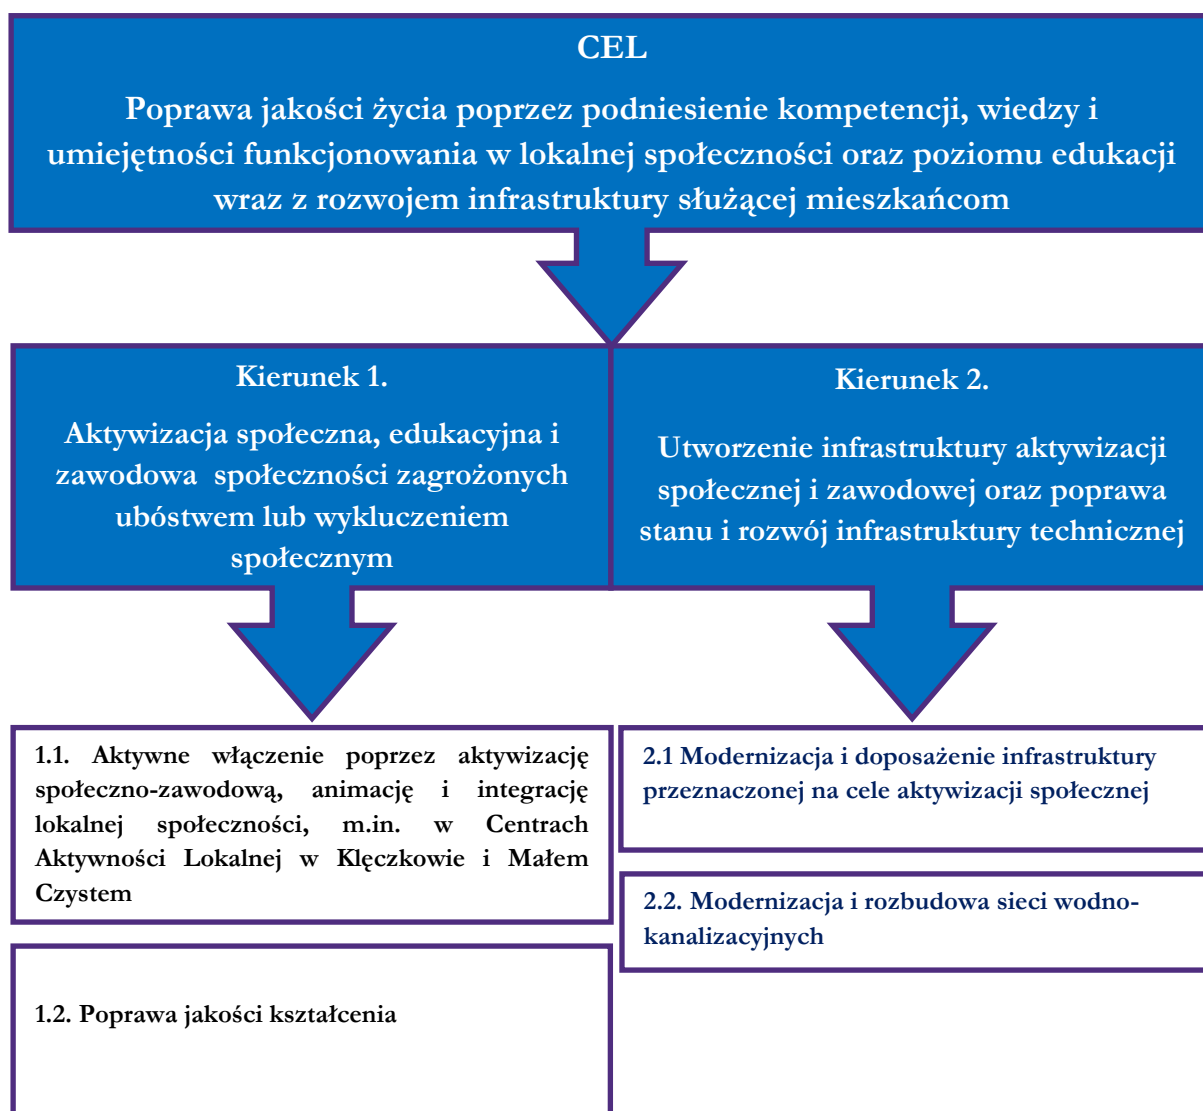 CEL
Poprawa jakości życia poprzez podniesienie kompetencji, wiedzy i
umiejętności funkcjonowania w lokalnej społeczności oraz poziomu edukacji
wraz z rozwojem infrastruktury służącej mieszkańcom
Kierunek 1.
Aktywizacja społeczna, edukacyjna i
zawodowa społeczności zagrożonych
ubóstwem lub wykluczeniem
społecznym
Kierunek 2.
Utworzenie infrastruktury aktywizacji
społecznej i zawodowej oraz poprawa
stanu i rozwój infrastruktury technicznej
1.1. Aktywne włączenie poprzez aktywizację
społeczno-zawodową, animację i integrację
lokalnej społeczności, m.in. w Centrach
Aktywności Lokalnej w Klęczkowie i Małem
Czystem
1.2. Poprawa jakości kształcenia
2.1 Modernizacja i doposażenie infrastruktury
przeznaczonej na cele aktywizacji społecznej
2.2. Modernizacja i rozbudowa sieci wodno-
kanalizacyjnych